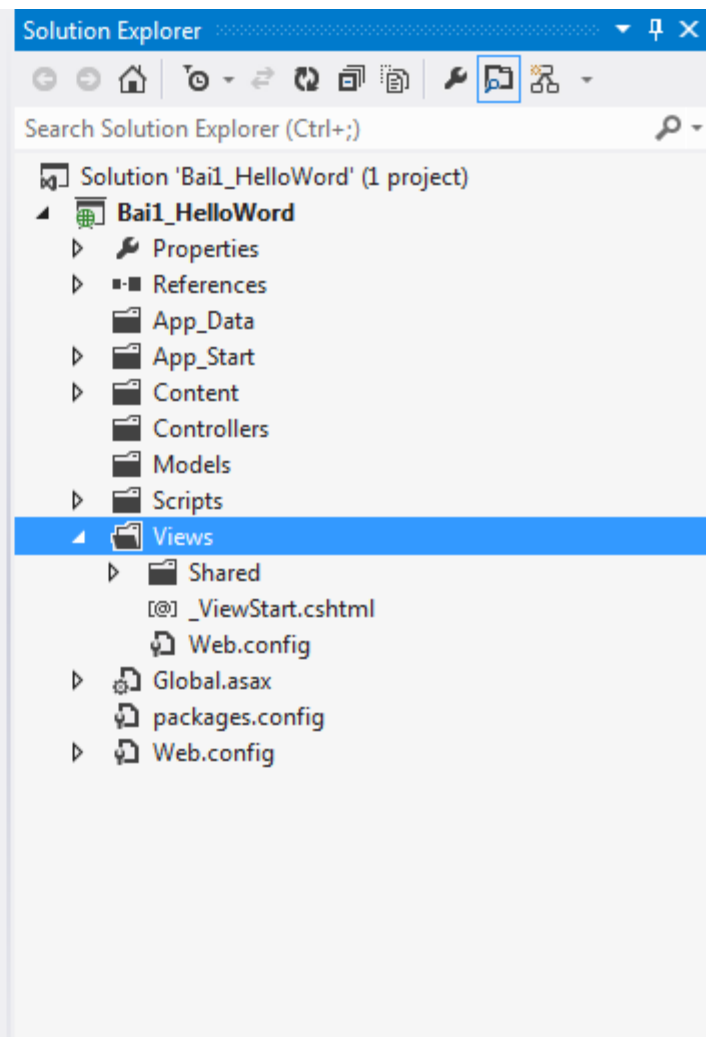 Solution Explorer
Search Solution Explorer (Ctrl+;)
Solution 'Bai1_HelloWord' (1 project)
Bai1_HelloWord
Properties
References
App_Data
App_Start
Content
Controllers
Models
Scripts
Views
Shared
[@] _ViewStart.cshtml
Web.config
Global.asax
packages.config
Web.config